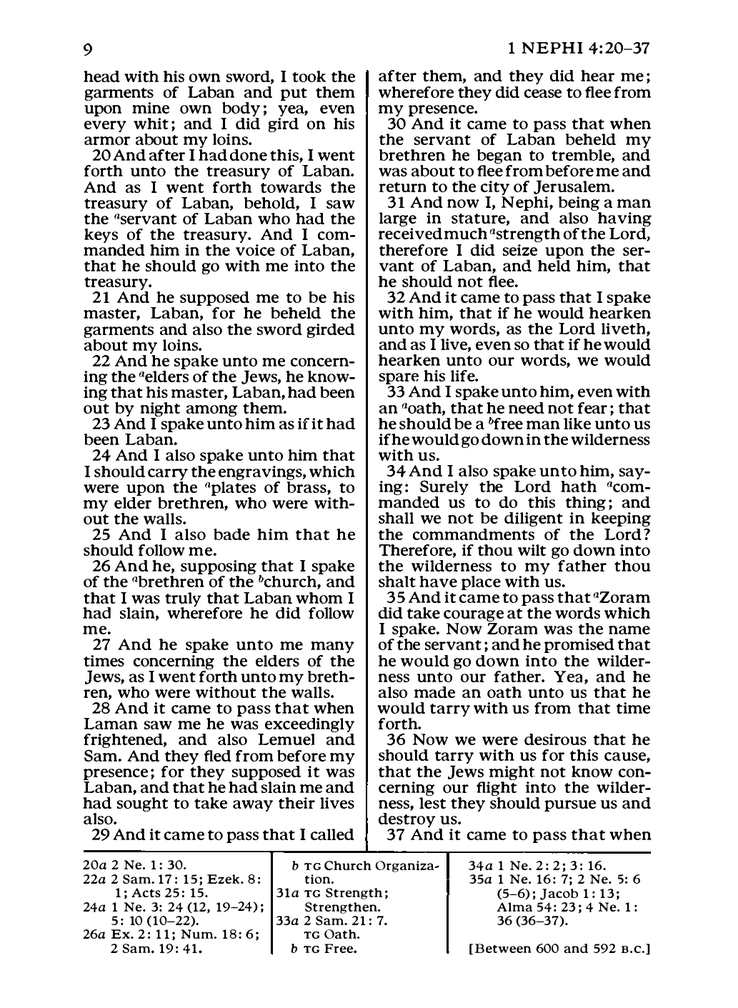 9
1 NEPHI 4:20–37
head with his own sword, I took the
garments of Laban and put them
upon mine own body; yea, even
every whit; and I did gird on his
armor about my loins.
20 And after I had done this, I went
forth unto the treasury of Laban.
And as I went forth towards the
treasury of Laban, behold, I saw
the ᵃservant of Laban who had the
keys of the treasury. And I com-
manded him in the voice of Laban,
that he should go with me into the
treasury.
21 And he supposed me to be his
master, Laban, for he beheld the
garments and also the sword girded
about my loins.
22 And he spake unto me concern-
ing the ᵃelders of the Jews, he know-
ing that his master, Laban, had been
out by night among them.
23 And I spake unto him as if it had
been Laban.
24 And I also spake unto him that
I should carry the engravings, which
were upon the ᵃplates of brass, to
my elder brethren, who were with-
out the walls.
25 And I also bade him that he
should follow me.
26 And he, supposing that I spake
of the ᵃbrethren of the ᵇchurch, and
that I was truly that Laban whom I
had slain, wherefore he did follow
me.
27 And he spake unto me many
times concerning the elders of the
Jews, as I went forth unto my breth-
ren, who were without the walls.
28 And it came to pass that when
Laman saw me he was exceedingly
frightened, and also Lemuel and
Sam. And they fled from before my
presence; for they supposed it was
Laban, and that he had slain me and
had sought to take away their lives
also.
29 And it came to pass that I called
after them, and they did hear me;
wherefore they did cease to flee from
my presence.
30 And it came to pass that when
the servant of Laban beheld my
brethren he began to tremble, and
was about to flee from before me and
return to the city of Jerusalem.
31 And now I, Nephi, being a man
large in stature, and also having
received much ᵃstrength of the Lord,
therefore I did seize upon the ser-
vant of Laban, and held him, that
he should not flee.
32 And it came to pass that I spake
with him, that if he would hearken
unto my words, as the Lord liveth,
and as I live, even so that if he would
hearken unto our words, we would
spare his life.
33 And I spake unto him, even with
an ᵃoath, that he need not fear; that
he should be a ᵇfree man like unto us
if he would go down in the wilderness
with us.
34 And I also spake unto him, say-
ing: Surely the Lord hath ᵃcom-
manded us to do this thing; and
shall we not be diligent in keeping
the commandments of the Lord?
Therefore, if thou wilt go down into
the wilderness to my father thou
shalt have place with us.
35 And it came to pass that ᵃZoram
did take courage at the words which
I spake. Now Zoram was the name
of the servant; and he promised that
he would go down into the wilder-
ness unto our father. Yea, and he
also made an oath unto us that he
would tarry with us from that time
forth.
36 Now we were desirous that he
should tarry with us for this cause,
that the Jews might not know con-
cerning our flight into the wilder-
ness, lest they should pursue us and
destroy us.
37 And it came to pass that when
20a 2 Ne. 1: 30.
22a 2 Sam. 17: 15; Ezek. 8:
1; Acts 25: 15.
24a 1 Ne. 3: 24 (12, 19–24);
5: 10 (10–22).
26a Ex. 2: 11; Num. 18: 6;
2 Sam. 19: 41.
b TG Church Organiza-
tion.
31a TG Strength;
Strengthen.
33a 2 Sam. 21: 7.
TG Oath.
b TG Free.
34a 1 Ne. 2: 2; 3: 16.
35a 1 Ne. 16: 7; 2 Ne. 5: 6
(5–6); Jacob 1: 13;
Alma 54: 23; 4 Ne. 1:
36 (36–37).
[Between 600 and 592 B.C.]